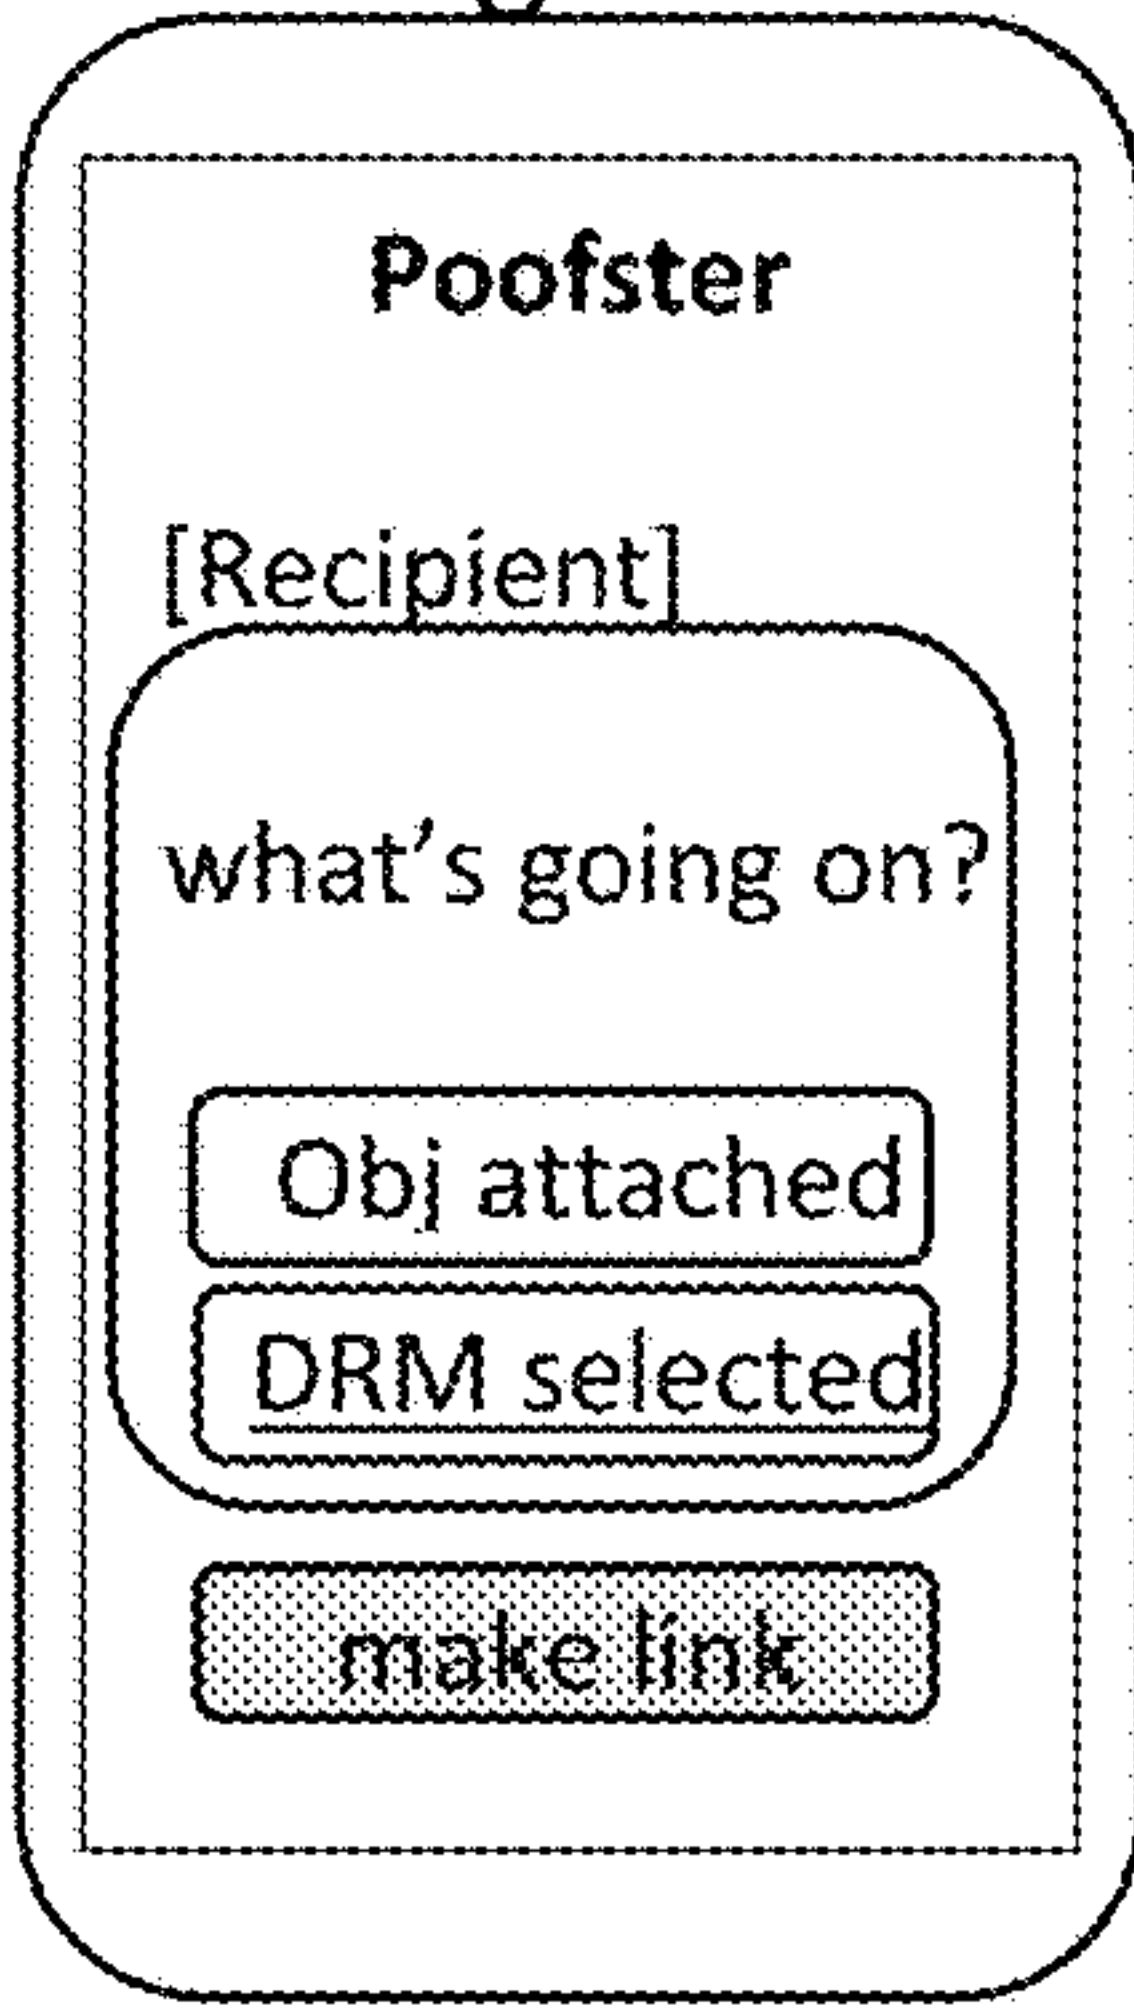 Poofster
[Recipient]
what's going on?
Obj attached
DRM selected
make link